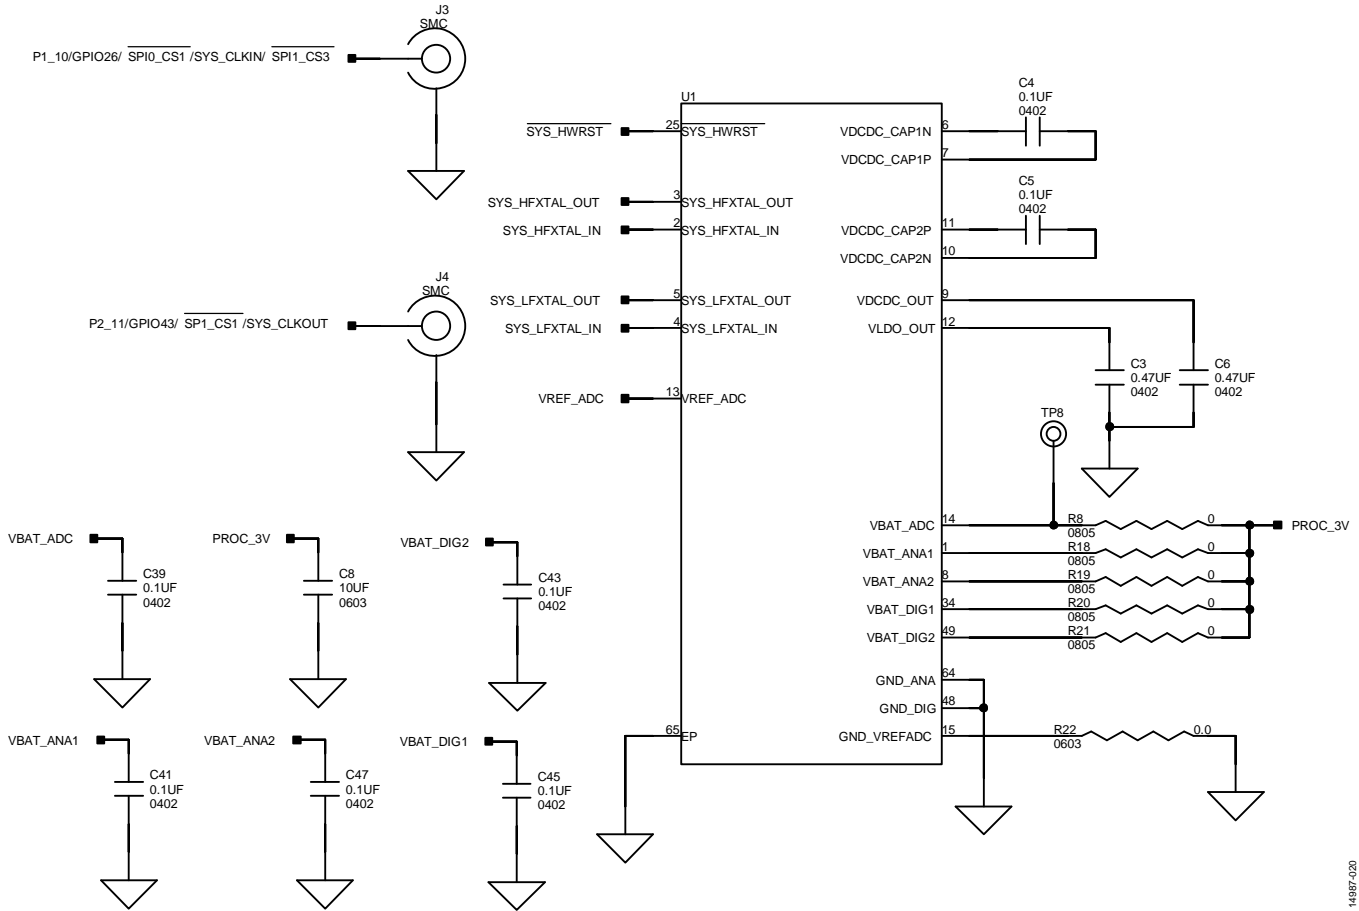 J3
SMC
P1_10/GPIO26/ SPI0_CS1 /SYS_CLKIN/ SPI1_CS3
J4
SMC
P2_11/GPIO43/ SP1_CS1 /SYS_CLKOUT
U1
SYS_HWRST 25 SYS_HWRST
SYS_HFXTAL_OUT 3 SYS_HFXTAL_OUT
SYS_HFXTAL_IN 2 SYS_HFXTAL_IN
SYS_LFXTAL_OUT 5 SYS_LFXTAL_OUT
SYS_LFXTAL_IN 4 SYS_LFXTAL_IN
VREF_ADC 13 VREF_ADC
65 EP
VDCDC_CAP1N 6
VDCDC_CAP1P 7
C4
0.1UF
0402
VDCDC_CAP2P 11
VDCDC_CAP2N 10
C5
0.1UF
0402
VDCDC_OUT 9
VLDO_OUT 12
C3
0.47UF
0402
C6
0.47UF
0402
TP8
VBAT_ADC 14 R8 0
0805
PROC_3V
VBAT_ANA1 1 R18 0
0805
VBAT_ANA2 8 R19 0
0805
VBAT_DIG1 34 R20 0
0805
VBAT_DIG2 49 R21 0
0805
GND_ANA 64
GND_DIG 48
GND_VREFADC 15 R22 0.0
0603
VBAT_ADC
C39
0.1UF
0402
PROC_3V
C8
10UF
0603
VBAT_DIG2
C43
0.1UF
0402
VBAT_ANA1
C41
0.1UF
0402
VBAT_ANA2
C47
0.1UF
0402
VBAT_DIG1
C45
0.1UF
0402
14987-020